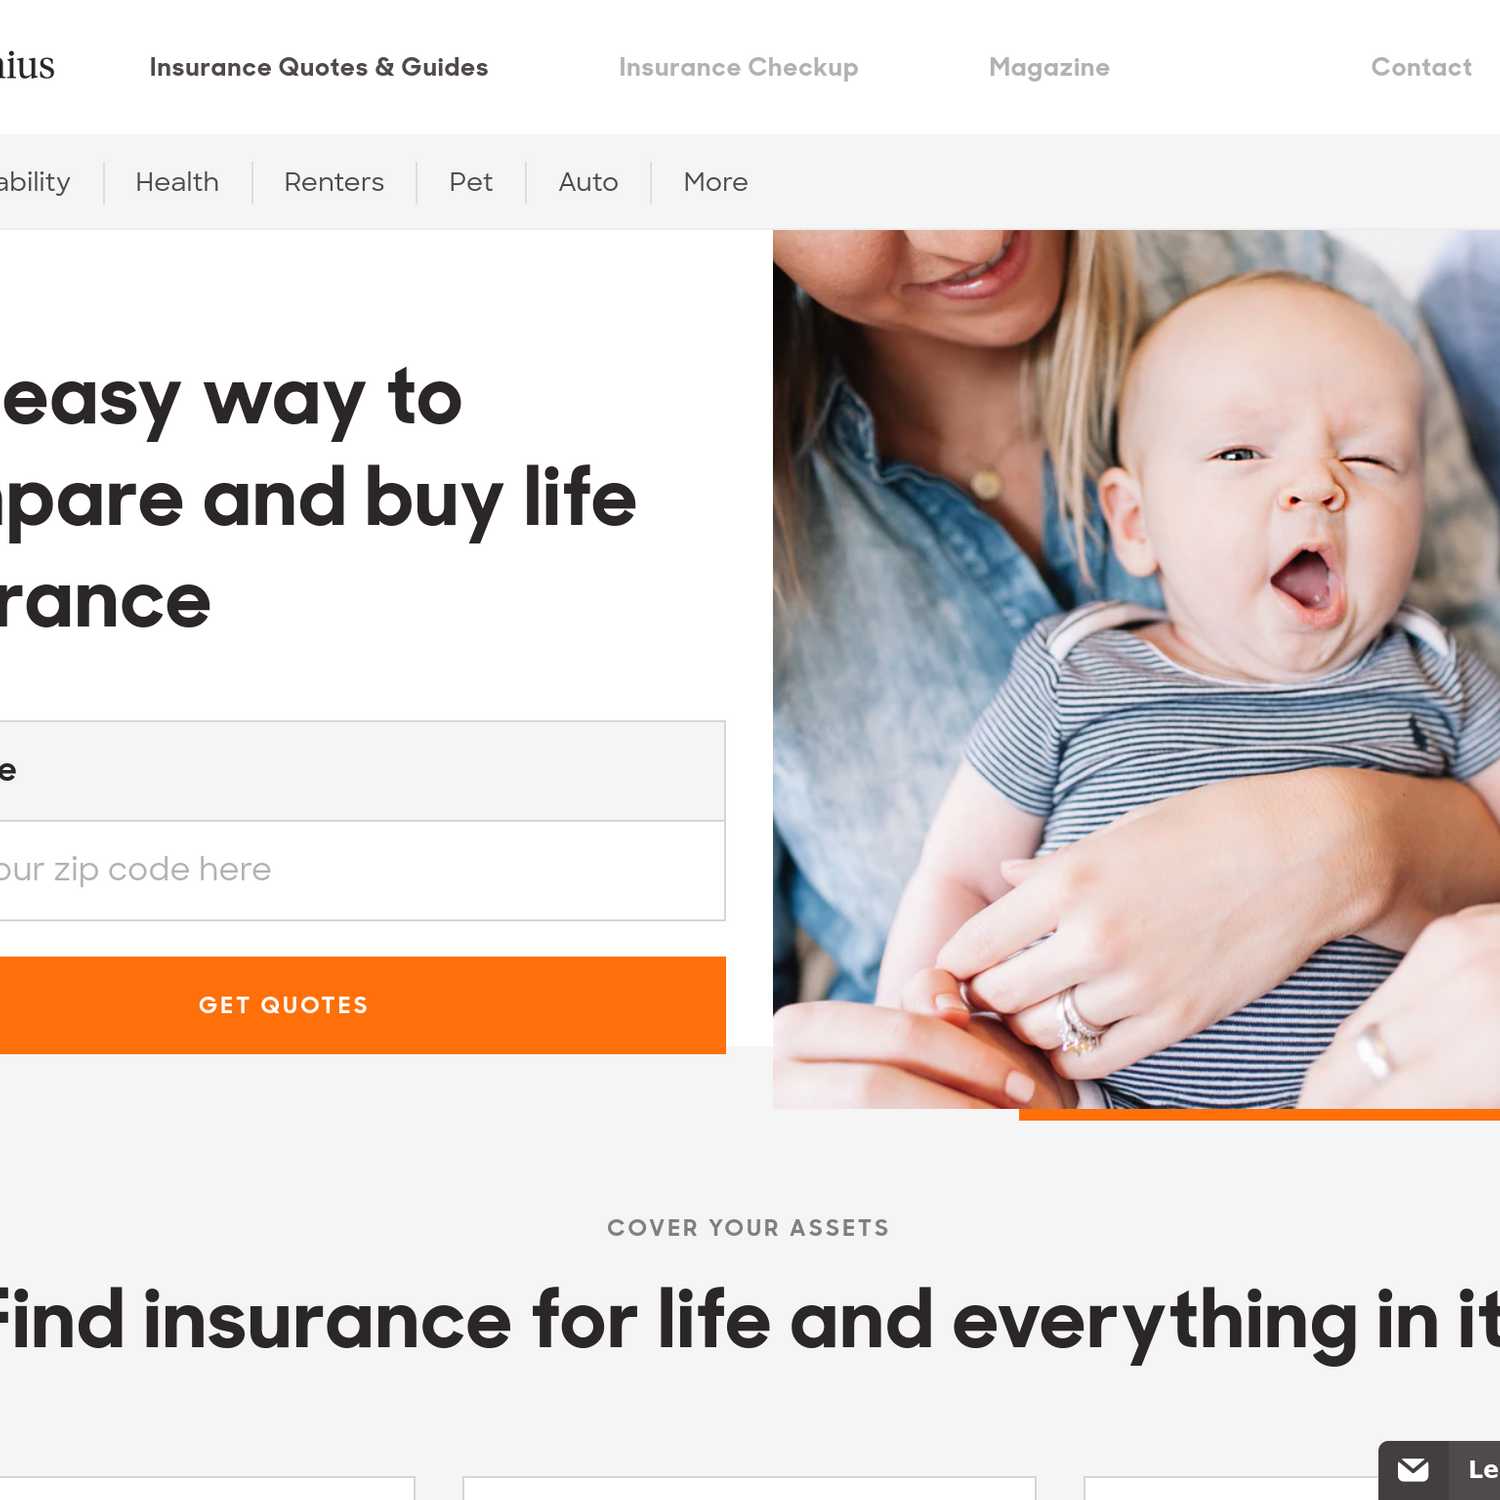 nius
Insurance Quotes & Guides
Insurance Checkup
Magazine
Contact
ability
Health
Renters
Pet
Auto
More
easy way to
pare and buy life
rance
e
our zip code here
GET QUOTES
COVER YOUR ASSETS
Find insurance for life and everything in it
Le